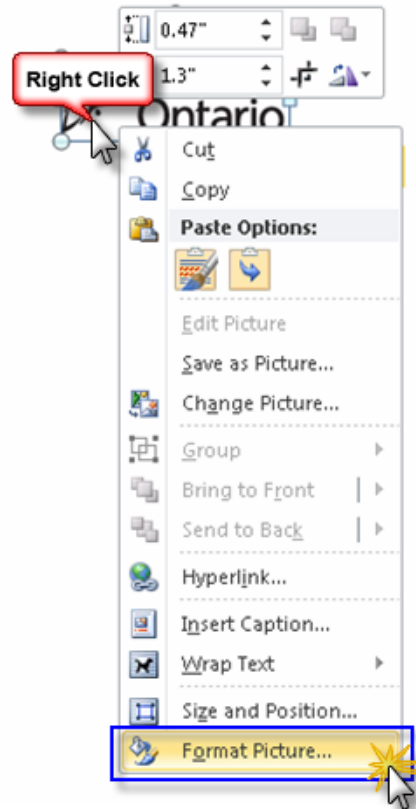 0.47"
Right Click
1.3"
Ontario
Cut
Copy
Paste Options:
Edit Picture
Save as Picture...
Change Picture...
Group
Bring to Front
Send to Back
Hyperlink...
Insert Caption...
Wrap Text
Size and Position...
Format Picture...